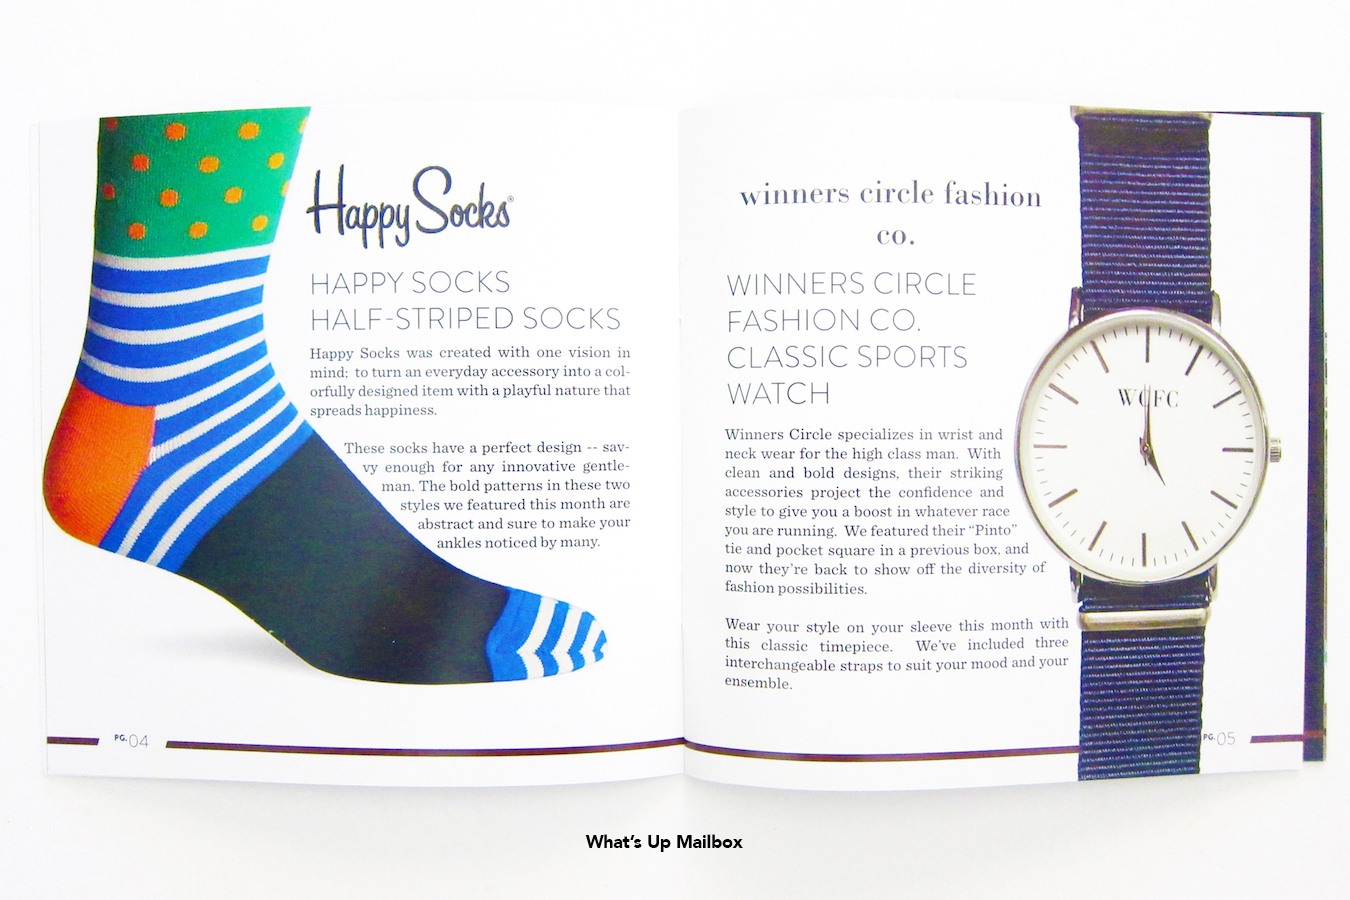 Happy Socks®
HAPPY SOCKS
HALF-STRIPED SOCKS
Happy Socks was created with one vision in
mind; to turn an everyday accessory into a col-
orfully designed item with a playful nature that
spreads happiness.
These socks have a perfect design -- sav-
vy enough for any innovative gentle-
man. The bold patterns in these two
styles we featured this month are
abstract and sure to make your
ankles noticed by many.
PG.04
winners circle fashion
co.
WINNERS CIRCLE
FASHION CO.
CLASSIC SPORTS
WATCH
Winners Circle specializes in wrist and
neck wear for the high class man. With
clean and bold designs, their striking
accessories project the confidence and
style to give you a boost in whatever race
you are running. We featured their “Pinto”
tie and pocket square in a previous box, and
now they’re back to show off the diversity of
fashion possibilities.
Wear your style on your sleeve this month with
this classic timepiece. We’ve included three
interchangeable straps to suit your mood and your
ensemble.
WCFC
PG.05
What’s Up Mailbox